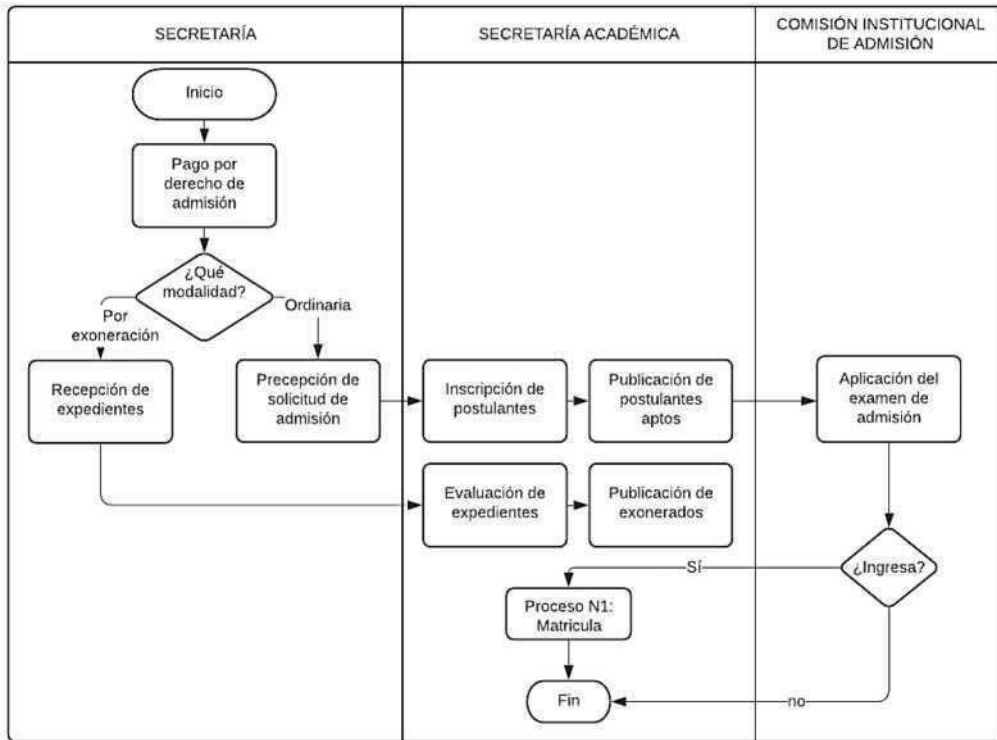 SECRETARÍA
SECRETARÍA ACADÉMICA
COMISIÓN INSTITUCIONAL
DE ADMISIÓN
Inicio
Pago por
derecho de
admisión
¿Qué
modalidad?
Por
exoneración
Ordinaria
Recepción de
expedientes
Precepción de
solicitud de
admisión
Inscripción de
postulantes
Publicación de
postulantes
aptos
Aplicación del
examen de
admisión
Evaluación de
expedientes
Publicación de
exonerados
¿Ingresa?
Sí
Proceso N1:
Matricula
Fin
no